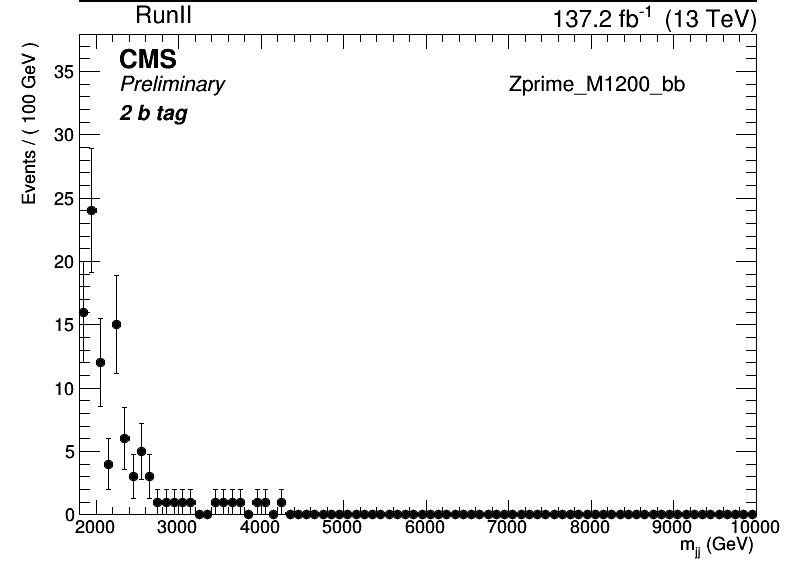 RunII
137.2 fb-1 (13 TeV)
CMS
Preliminary
Zprime_M1200_bb
2 b tag
Events / ( 100 GeV )
35
30
25
20
15
10
5
0
2000 3000 4000 5000 6000 7000 8000 9000 10000
mjj (GeV)